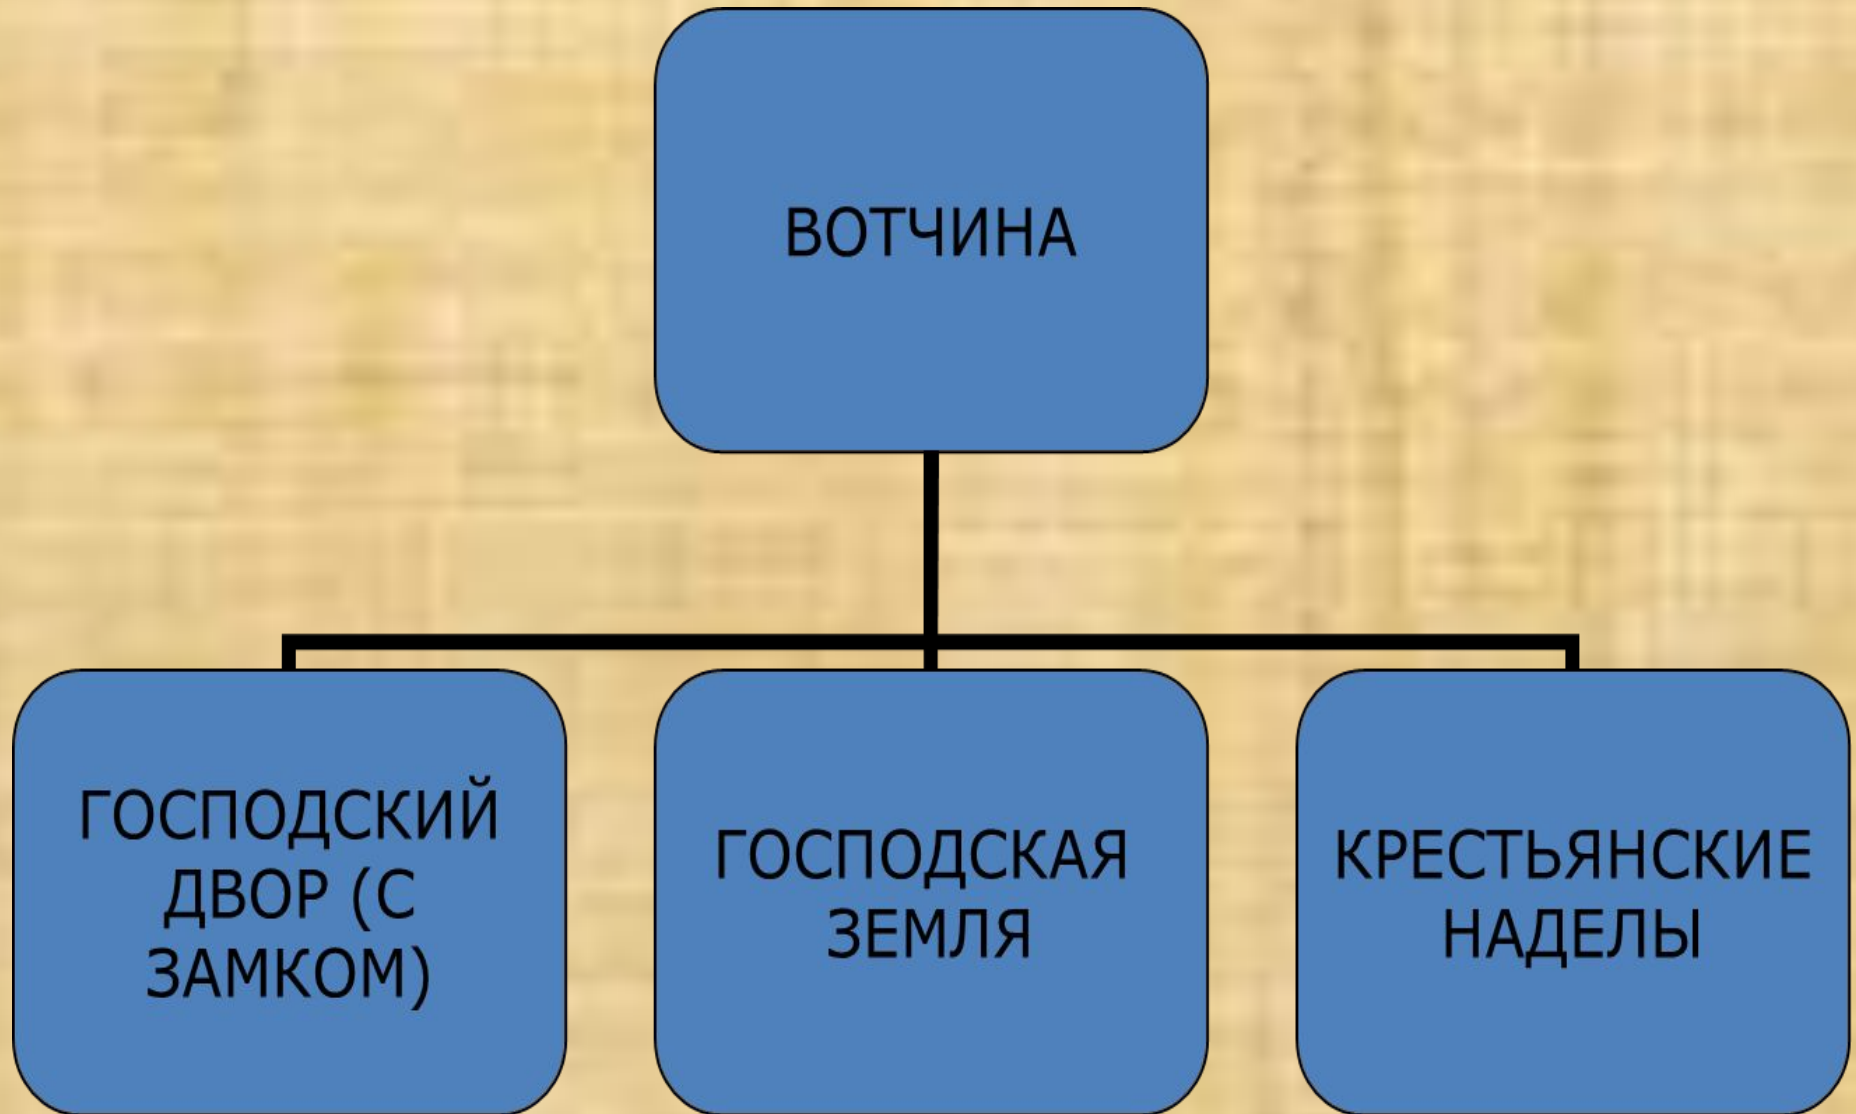 ВОТЧИНА
ГОСПОДСКИЙ
ДВОР (С
ЗАМКОМ)
ГОСПОДСКАЯ
ЗЕМЛЯ
КРЕСТЬЯНСКИЕ
НАДЕЛЫ